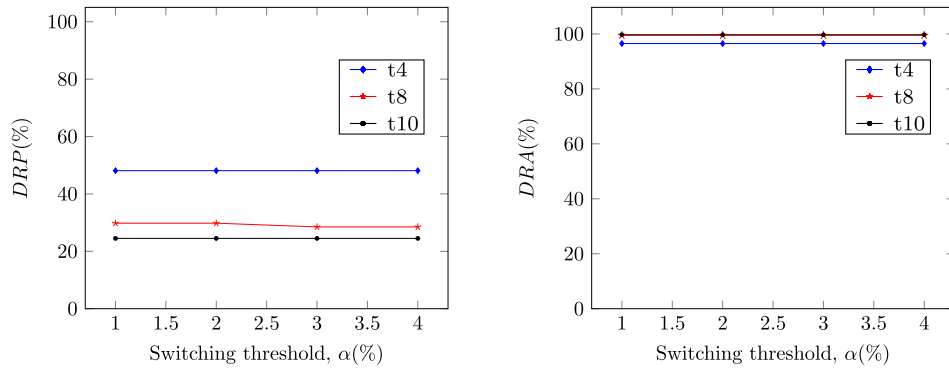 100
80
60
40
20
0
DRP(%)
t4
t8
t10
1 1.5 2 2.5 3 3.5 4
Switching threshold, α(%)
100
80
60
40
20
0
DRA(%)
t4
t8
t10
1 1.5 2 2.5 3 3.5 4
Switching threshold, α(%)